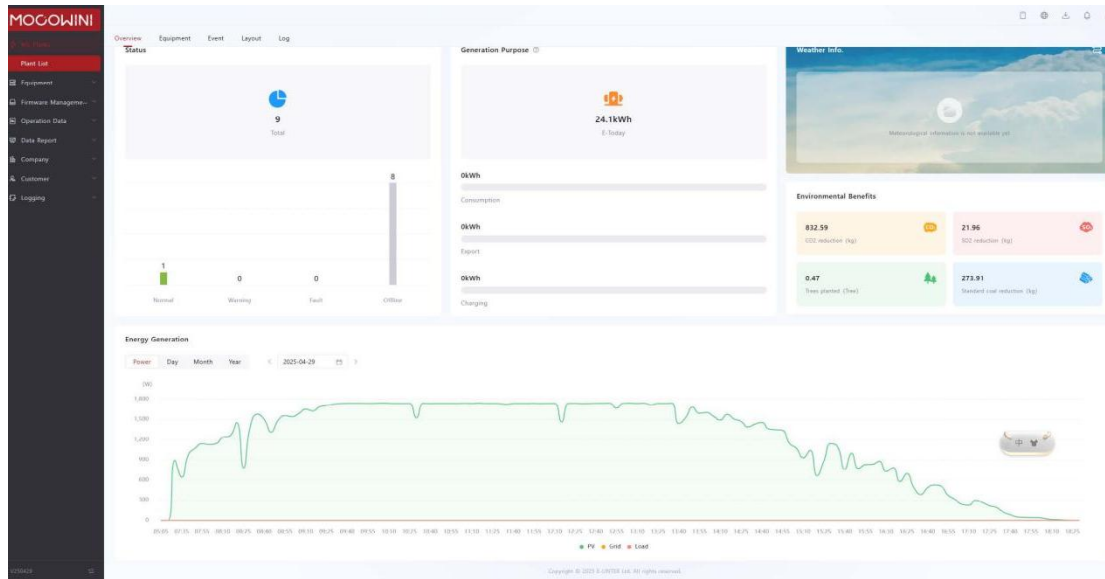 MOCOWINI
My Plant
Plant List
Equipment
Firmware Manageme...
Operation Data
Data Report
Company
Customer
Logging
Overview Equipment Event Layout Log
Status
9
Total
8
1
0
0
Normal Warning Fault Offline
Generation Purpose
24.1kWh
E-Today
0kWh
Consumption
0kWh
Export
0kWh
Charging
Weather Info.
Meteorological information is not available yet
Environmental Benefits
832.59
CO2 reduction (kg)
21.96
SO2 reduction (kg)
0.47
Trees planted (Tree)
273.91
Standard coal reduction (kg)
Energy Generation
Power Day Month Year 2025-04-29
(W)
1,800
1,500
1,200
900
600
300
0
中
PV Grid Load